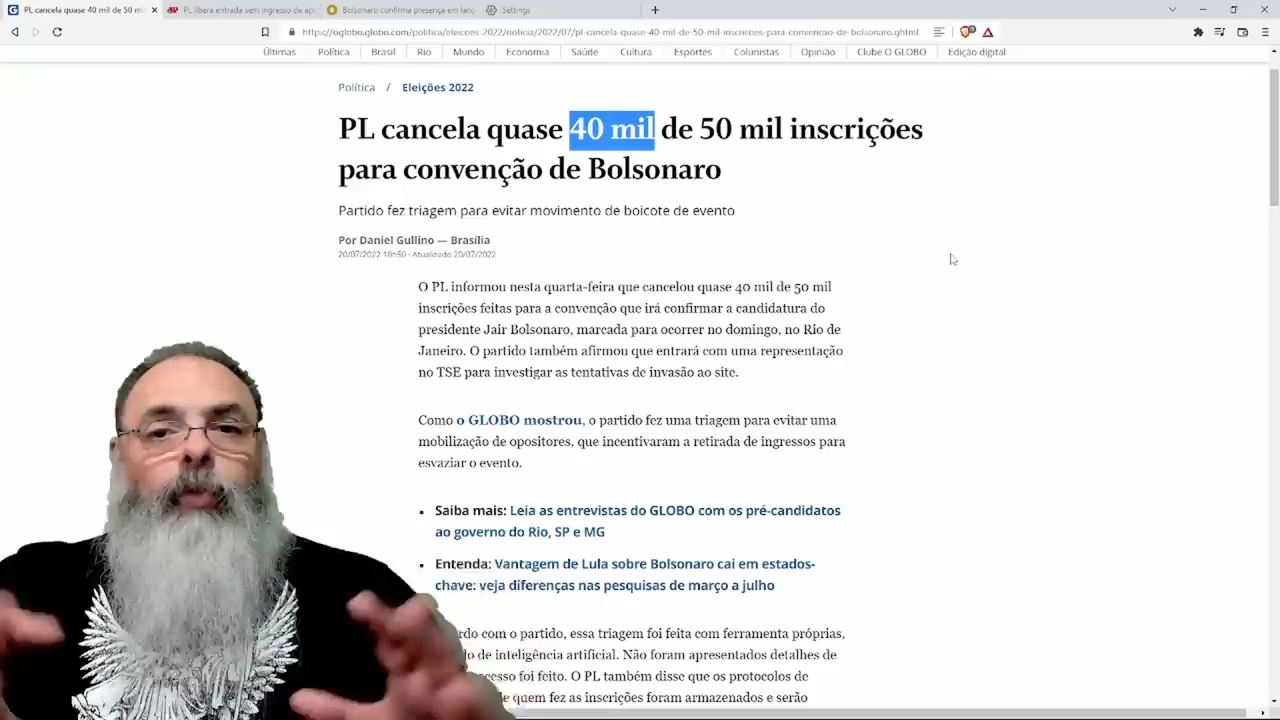 PL cancela quase 40 mil de 50 mil
PL libera entrada sem ingresso de apo
Bolsonaro confirma presença em lanç
Settings
https://oglobo.globo.com/politica/eleicoes-2022/noticia/2022/07/pl-cancela-quase-40-mil-de-50-mil-inscricoes-para-convencao-de-bolsonaro.ghtml
Últimas Política Brasil Rio Mundo Economia Saúde Cultura Esportes Colunistas Opinião Clube O GLOBO Edição digital
Política / Eleições 2022
PL cancela quase 40 mil de 50 mil inscrições
para convenção de Bolsonaro
Partido fez triagem para evitar movimento de boicote de evento
Por Daniel Gullino — Brasília
20/07/2022 10h50 · Atualizado 20/07/2022
O PL informou nesta quarta-feira que cancelou quase 40 mil de 50 mil
inscrições feitas para a convenção que irá confirmar a candidatura do
presidente Jair Bolsonaro, marcada para ocorrer no domingo, no Rio de
Janeiro. O partido também afirmou que entrará com uma representação
no TSE para investigar as tentativas de invasão ao site.
Como o GLOBO mostrou, o partido fez uma triagem para evitar uma
mobilização de opositores, que incentivaram a retirada de ingressos para
esvaziar o evento.
• Saiba mais: Leia as entrevistas do GLOBO com os pré-candidatos
ao governo do Rio, SP e MG
• Entenda: Vantagem de Lula sobre Bolsonaro cai em estados-
chave: veja diferenças nas pesquisas de março a julho
rdo com o partido, essa triagem foi feita com ferramenta próprias,
o de inteligência artificial. Não foram apresentados detalhes de
cesso foi feito. O PL também disse que os protocolos de
e quem fez as inscrições foram armazenados e serão